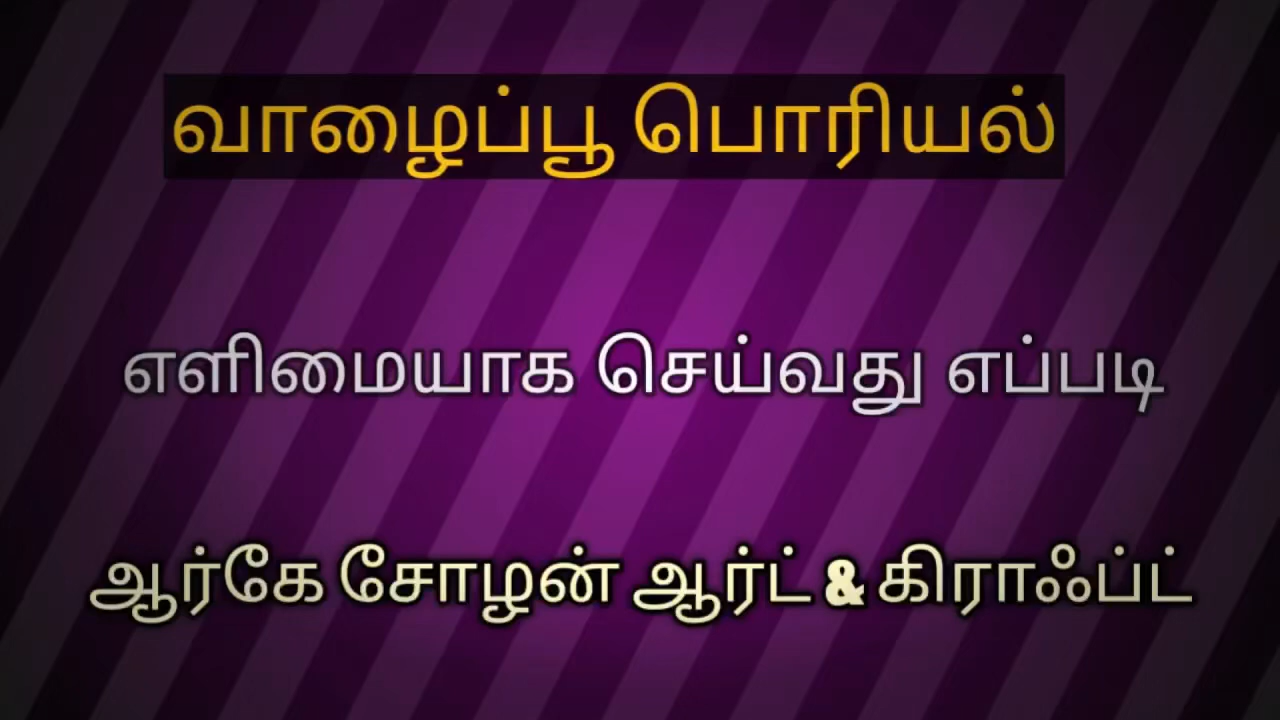 வாழைப்பூ பொரியல்
எளிமையாக செய்வது எப்படி
ஆர்கே சோழன் ஆர்ட் & கிராஃப்ட்